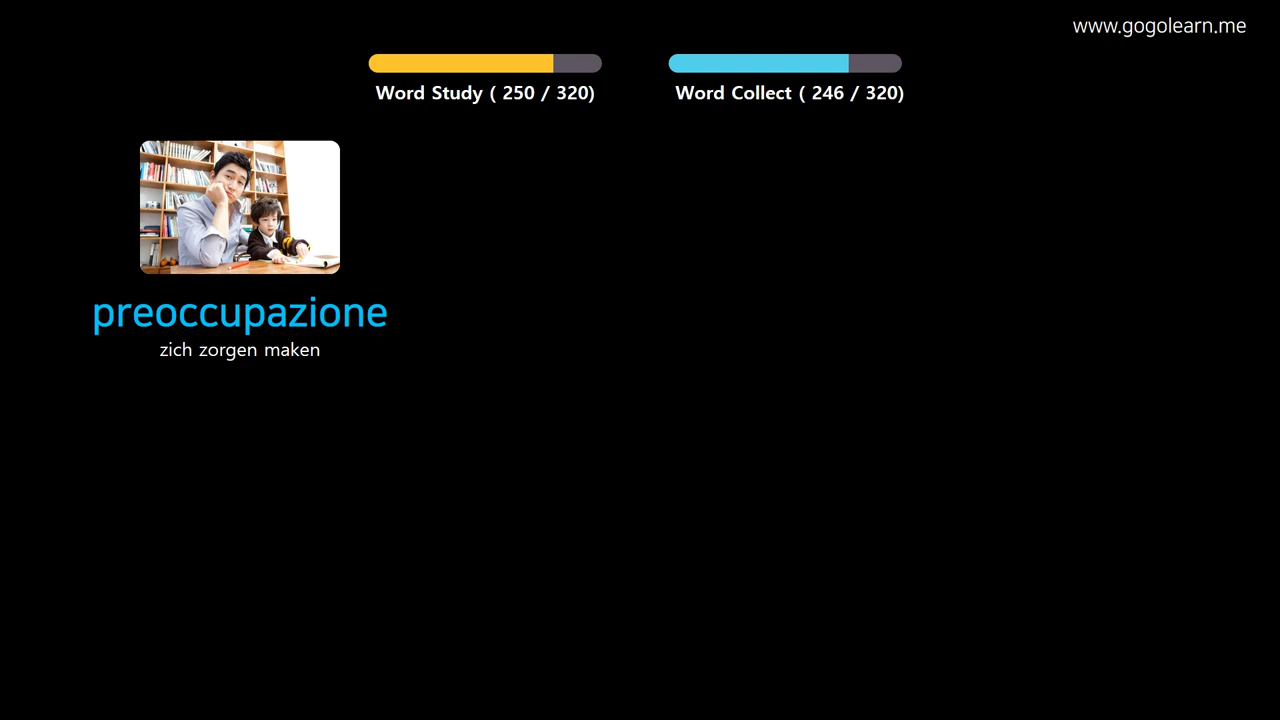 www.gogolearn.me
Word Study ( 250 / 320)
Word Collect ( 246 / 320)
preoccupazione
zich zorgen maken